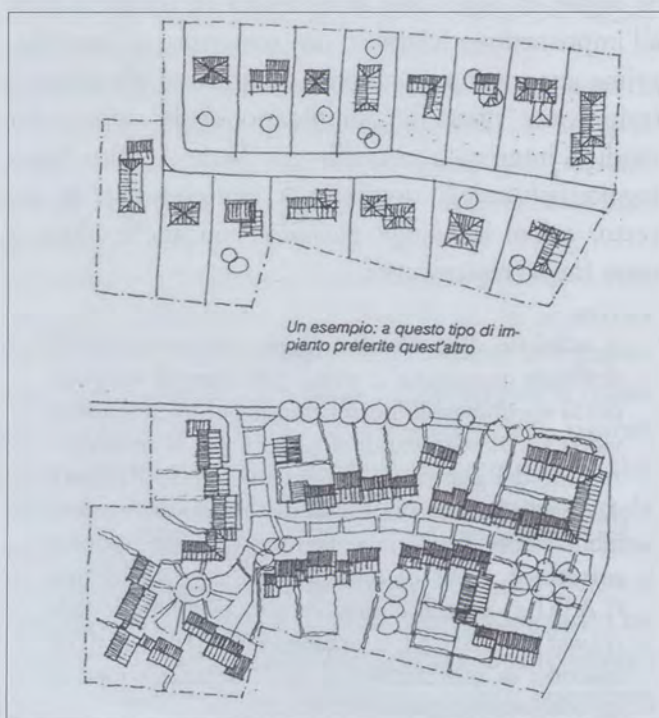 Un esempio: a questo tipo di im-
pianto preferite quest'altro